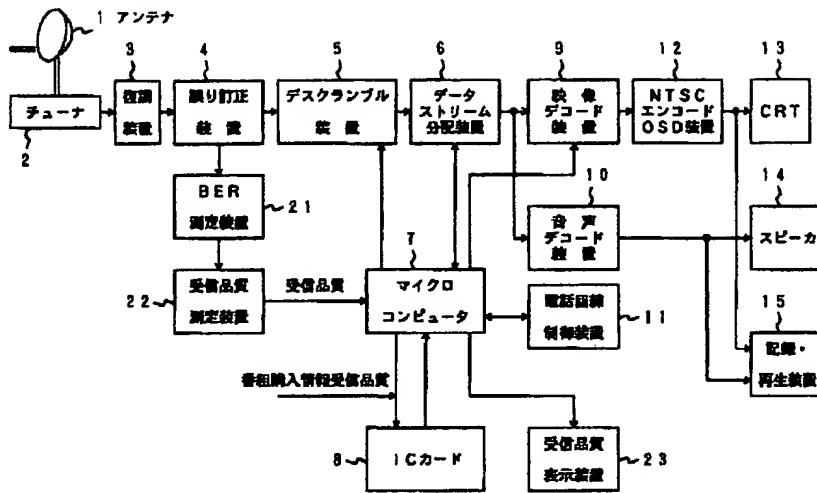 1 アンテナ
3
4
5
6
9
12
13
チューナ
2
復調
装置
誤り訂正
装 置
デスクランブル
装 置
データ
ストリーム
分配装置
映 像
デコード
装 置
NTSC
エンコード
OSD装置
CRT
BER
測定装置
21
7
10
音 声
デコード
装 置
14
スピーカ
22
受信品質
測定装置
受信品質
マイクロ
コンピュータ
電話回線
制御装置
11
15
記録・
再生装置
番組購入情報受信品質
8
ICカード
受信品質
表示装置
23